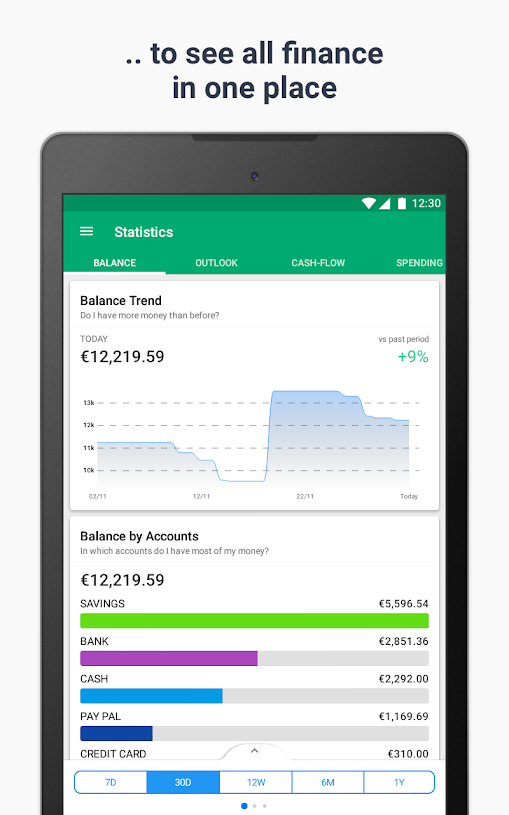 .. to see all finance
in one place
12:30
Statistics
BALANCE OUTLOOK CASH-FLOW SPENDING
Balance Trend
Do I have more money than before?
TODAY vs past period
€12,219.59 +9%
13k
12k
11k
10k
02/11 12/11 22/11 Today
Balance by Accounts
In which accounts do I have most of my money?
€12,219.59
SAVINGS €5,596.54
BANK €2,851.36
CASH €2,292.00
PAY PAL €1,169.69
CREDIT CARD €310.00
7D 30D 12W 6M 1Y